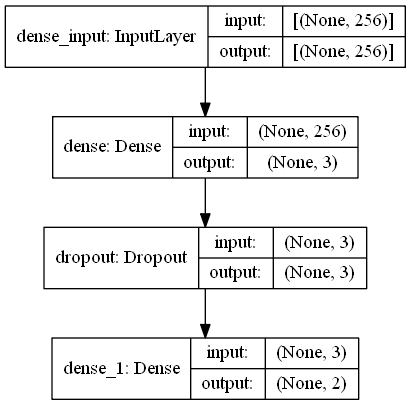 dense_input: InputLayer
input: [(None, 256)]
output: [(None, 256)]
dense: Dense
input: (None, 256)
output: (None, 3)
dropout: Dropout
input: (None, 3)
output: (None, 3)
dense_1: Dense
input: (None, 3)
output: (None, 2)